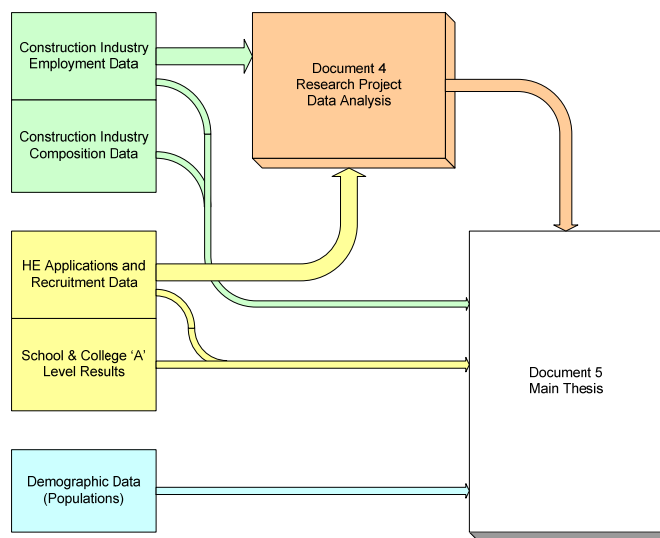 Construction Industry
Employment Data
Construction Industry
Composition Data
Document 4
Research Project
Data Analysis
HE Applications and
Recruitment Data
School & College ‘A’
Level Results
Document 5
Main Thesis
Demographic Data
(Populations)